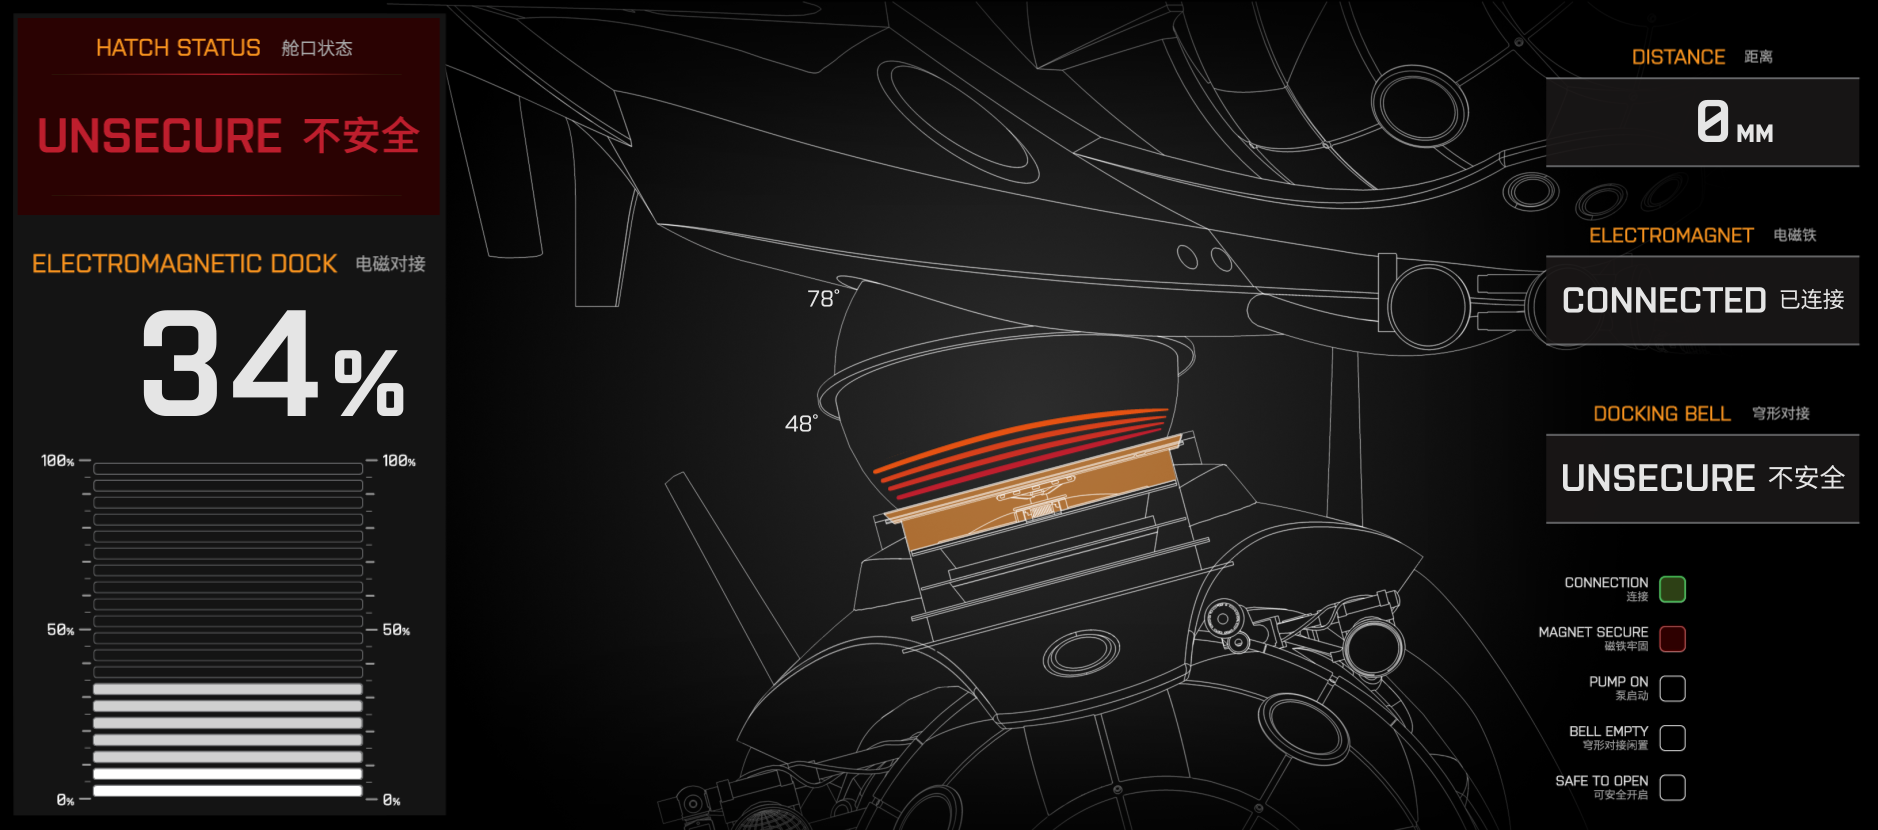 HATCH STATUS 舱口状态
UNSECURE 不安全
ELECTROMAGNETIC DOCK 电磁对接
34%
100% 100%
50% 50%
0% 0%
78°
48°
DISTANCE 距离
0 MM
ELECTROMAGNET 电磁铁
CONNECTED 已连接
DOCKING BELL 穹形对接
UNSECURE 不安全
CONNECTION
连接
MAGNET SECURE
磁铁牢固
PUMP ON
泵启动
BELL EMPTY
穹形对接闲置
SAFE TO OPEN
可安全开启